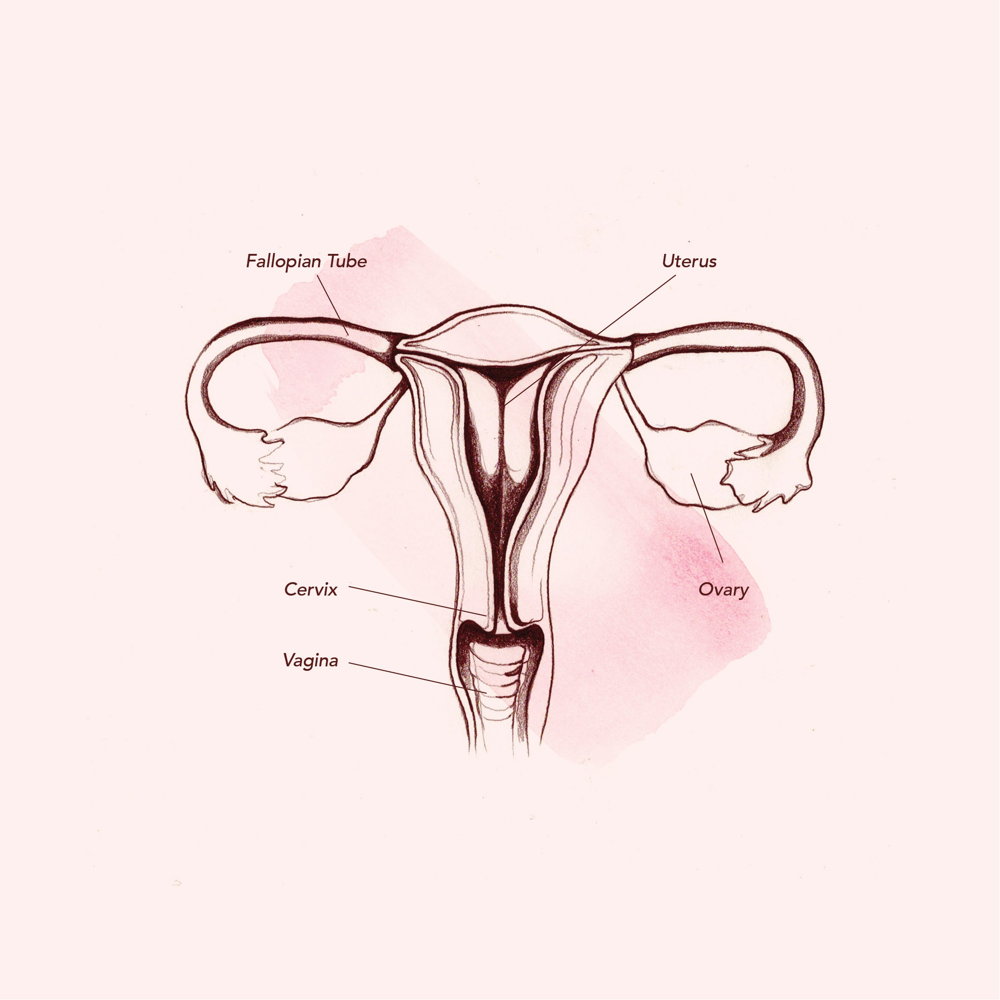 Fallopian Tube
Uterus
Cervix
Ovary
Vagina